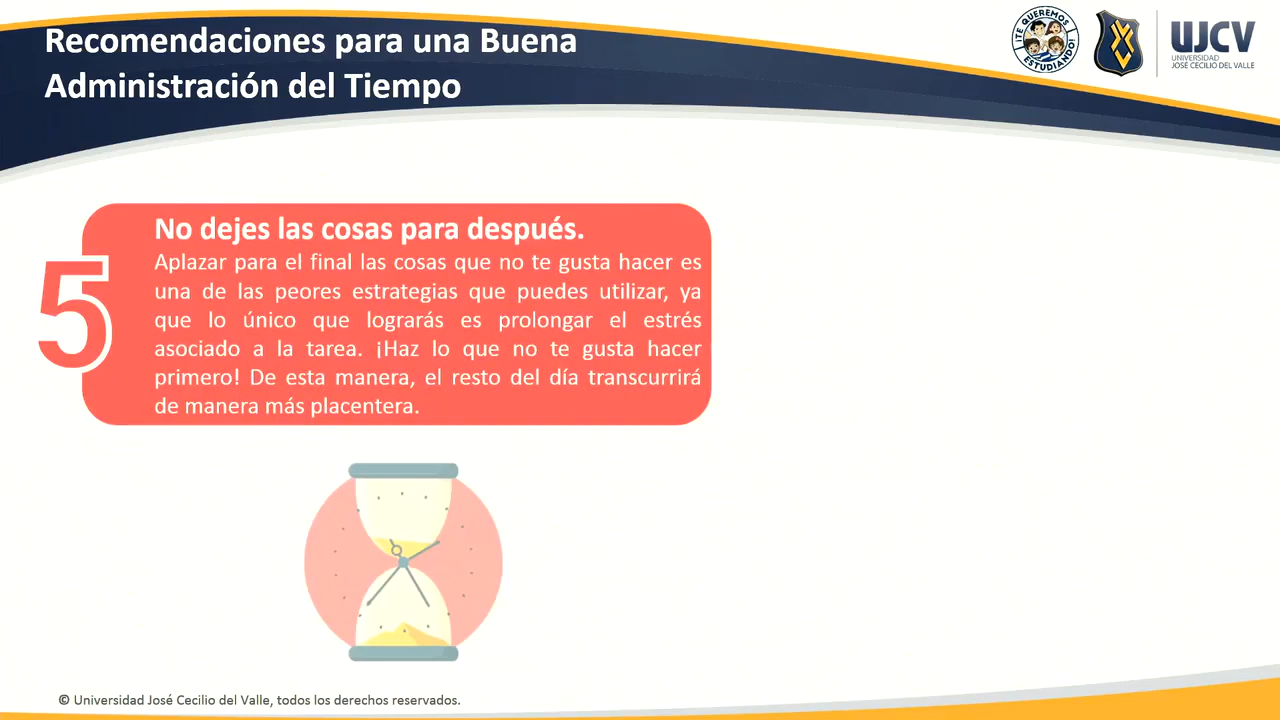 Recomendaciones para una Buena
Administración del Tiempo
¡TE QUEREMOS
ESTUDIANDO!
UJCV
UNIVERSIDAD
JOSÉ CECILIO DEL VALLE
5
No dejes las cosas para después.
Aplazar para el final las cosas que no te gusta hacer es
una de las peores estrategias que puedes utilizar, ya
que lo único que lograrás es prolongar el estrés
asociado a la tarea. ¡Haz lo que no te gusta hacer
primero! De esta manera, el resto del día transcurrirá
de manera más placentera.
© Universidad José Cecilio del Valle, todos los derechos reservados.